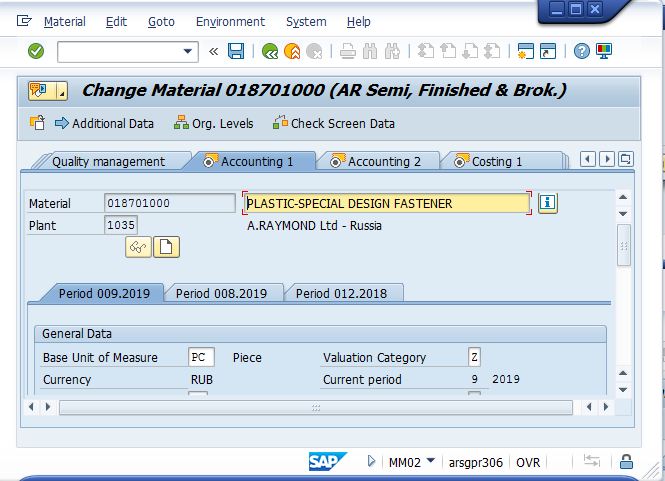 Material Edit Goto Environment System Help
Change Material 018701000 (AR Semi, Finished & Brok.)
Additional Data Org. Levels Check Screen Data
Quality management Accounting 1 Accounting 2 Costing 1
Material 018701000 PLASTIC-SPECIAL DESIGN FASTENER
Plant 1035 A.RAYMOND Ltd - Russia
Period 009.2019 Period 008.2019 Period 012.2018
General Data
Base Unit of Measure PC Piece Valuation Category Z
Currency RUB Current period 9 2019
SAP MM02 arsgpr306 OVR